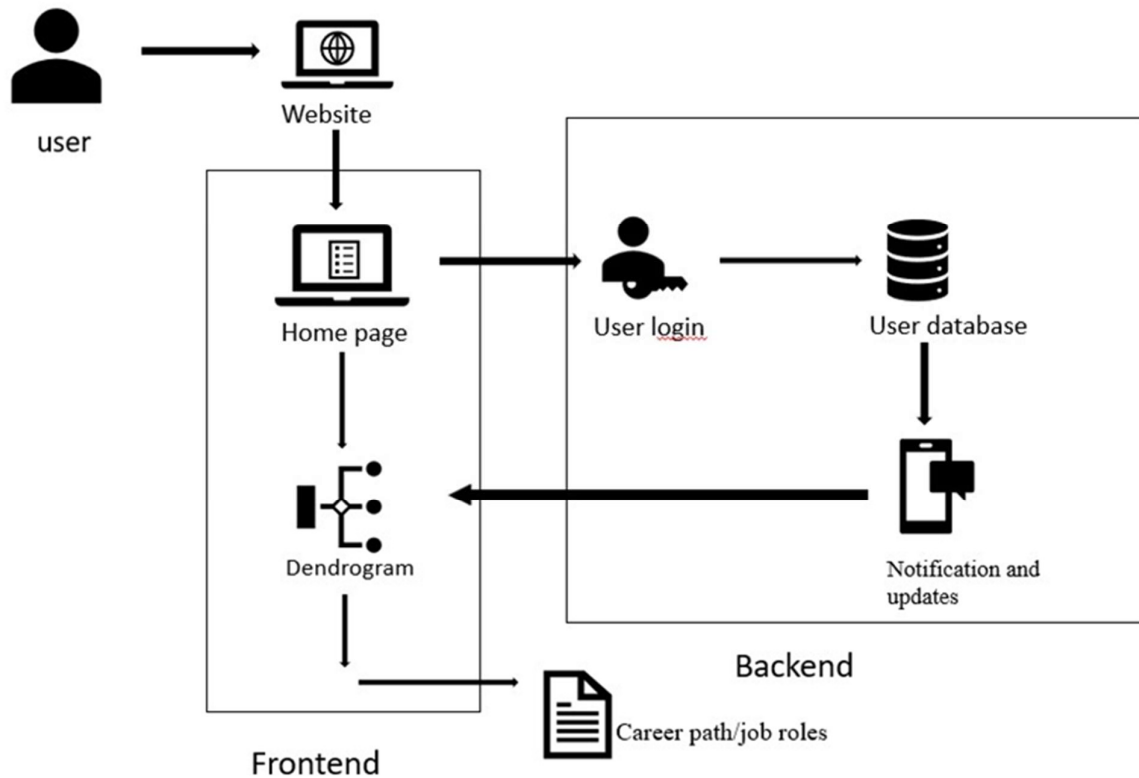 user
Website
Home page
User login
User database
Dendrogram
Notification and
updates
Backend
Career path/job roles
Frontend